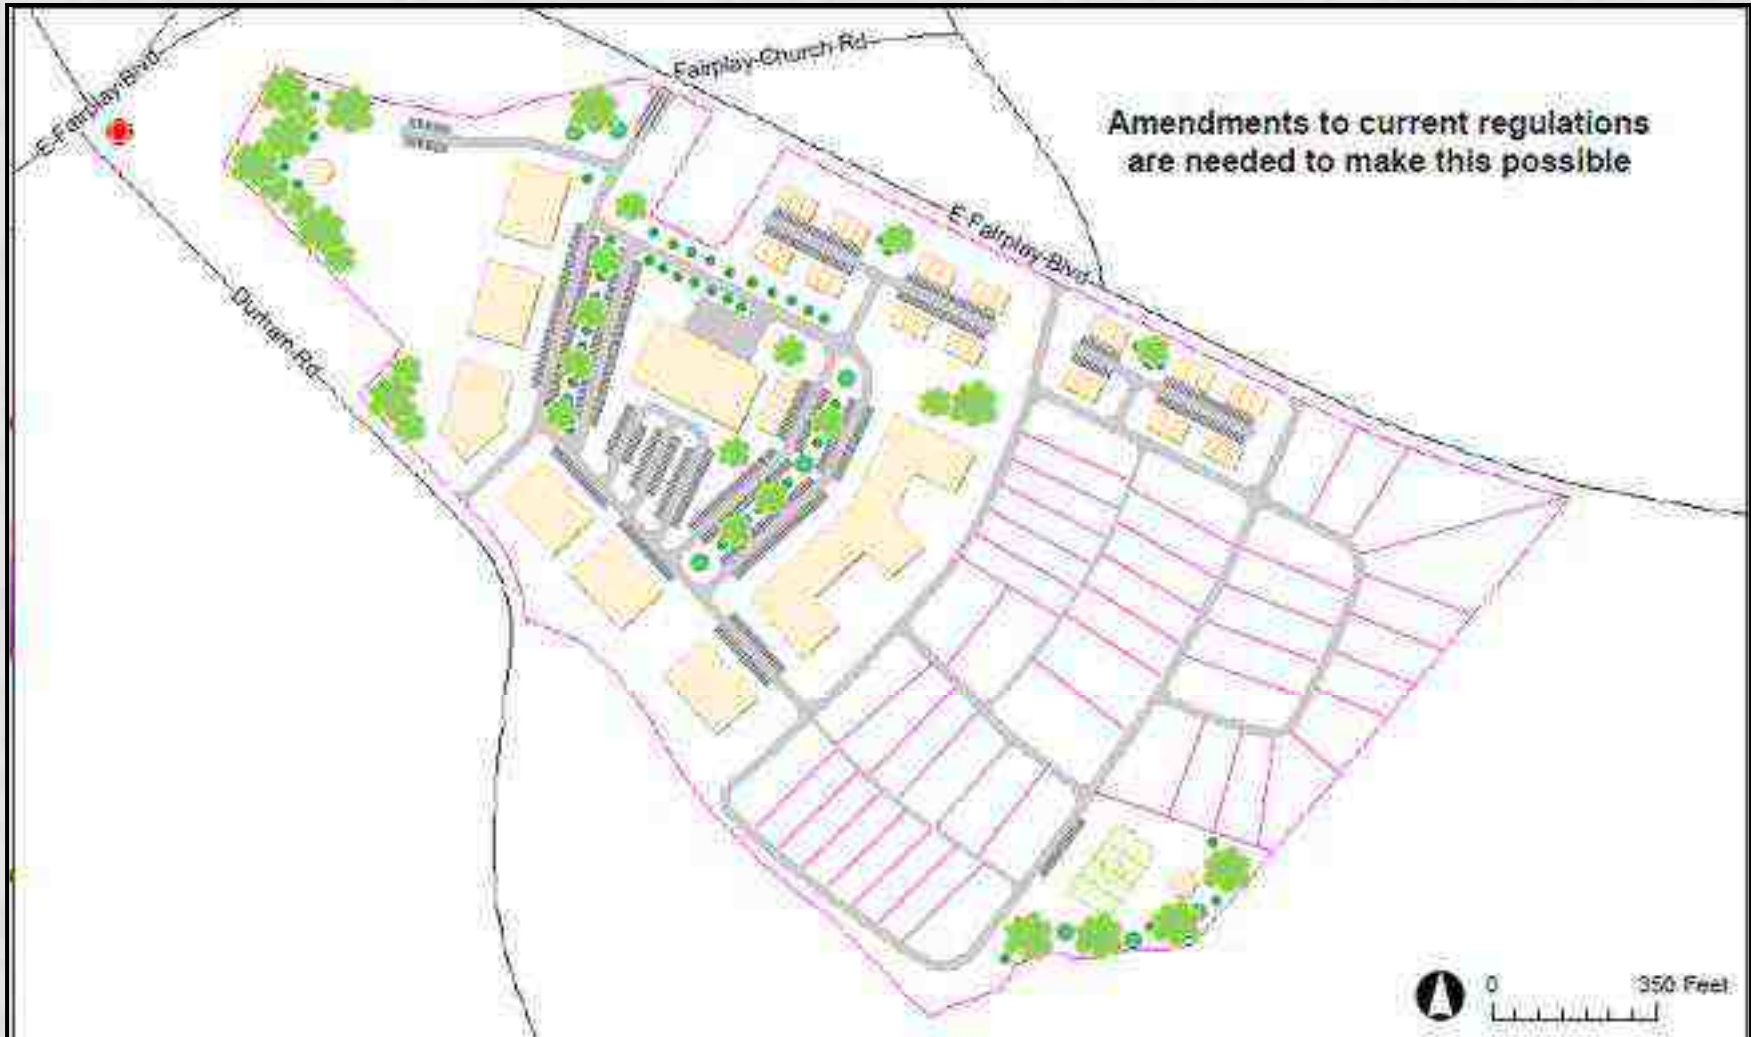 Fairplay-Church Rd
E-Fairplay-Blvd
Amendments to current regulations
are needed to make this possible
E Fairplay-Blvd
Durham-Rd
0 350 Feet